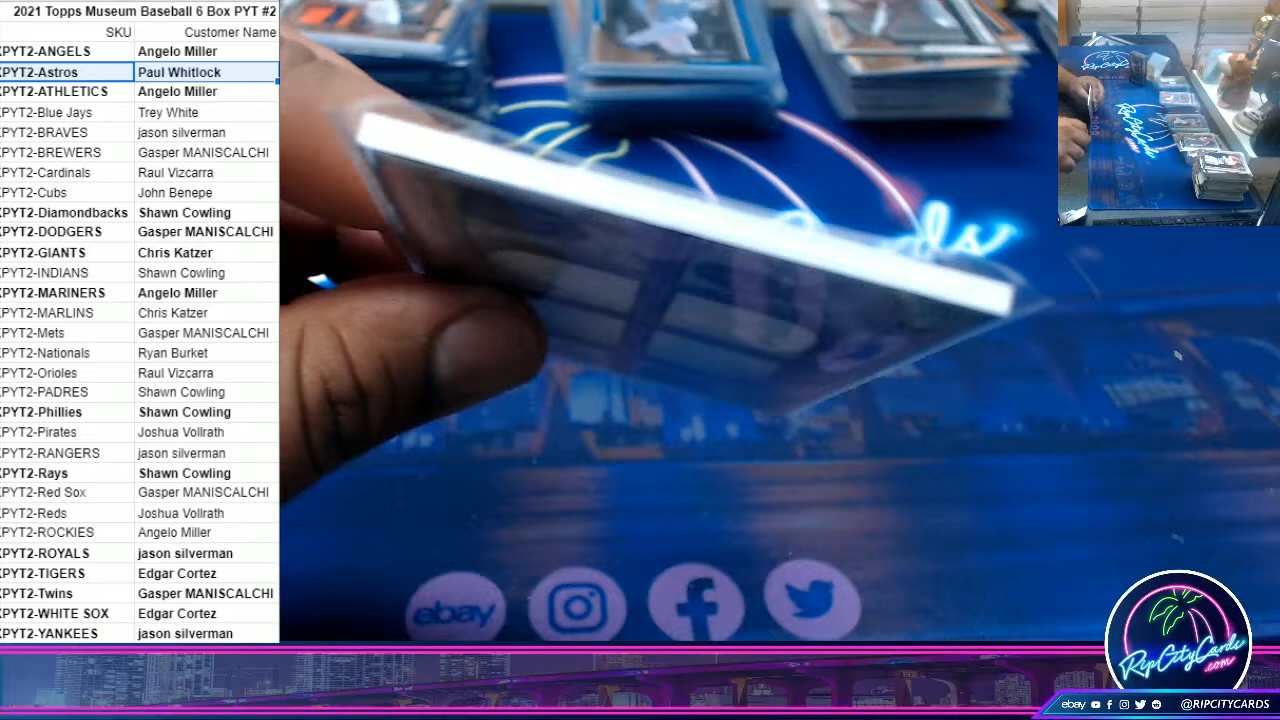 2021 Topps Museum Baseball 6 Box PYT #2
SKU Customer Name
PYT2-ANGELS Angelo Miller
PYT2-Astros Paul Whitlock
PYT2-ATHLETICS Angelo Miller
PYT2-Blue Jays Trey White
PYT2-BRAVES jason silverman
PYT2-BREWERS Gasper MANISCALCHI
PYT2-Cardinals Raul Vizcarra
PYT2-Cubs John Benepe
PYT2-Diamondbacks Shawn Cowling
PYT2-DODGERS Gasper MANISCALCHI
PYT2-GIANTS Chris Katzer
PYT2-INDIANS Shawn Cowling
PYT2-MARINERS Angelo Miller
PYT2-MARLINS Chris Katzer
PYT2-Mets Gasper MANISCALCHI
PYT2-Nationals Ryan Burket
PYT2-Orioles Raul Vizcarra
PYT2-PADRES Shawn Cowling
PYT2-Phillies Shawn Cowling
PYT2-Pirates Joshua Vollrath
PYT2-RANGERS jason silverman
PYT2-Rays Shawn Cowling
PYT2-Red Sox Gasper MANISCALCHI
PYT2-Reds Joshua Vollrath
PYT2-ROCKIES Angelo Miller
PYT2-ROYALS jason silverman
PYT2-TIGERS Edgar Cortez
PYT2-Twins Gasper MANISCALCHI
PYT2-WHITE SOX Edgar Cortez
PYT2-YANKEES jason silverman
ebay
RipCityCards
.com
ebay @RIPCITYCARDS